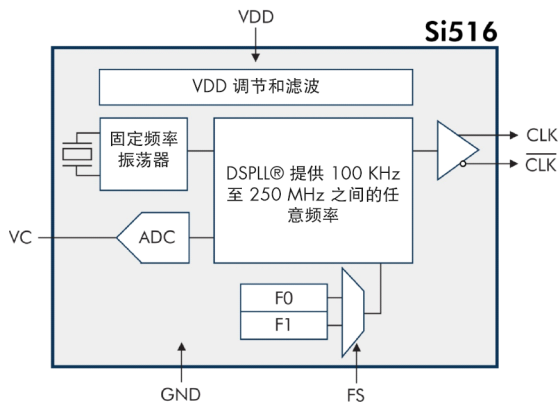 VDD
Si516
VDD 调节和滤波
固定频率
振荡器
DSPLL® 提供 100 KHz
至 250 MHz 之间的任
意频率
CLK
CLK
VC
ADC
F0
F1
GND
FS